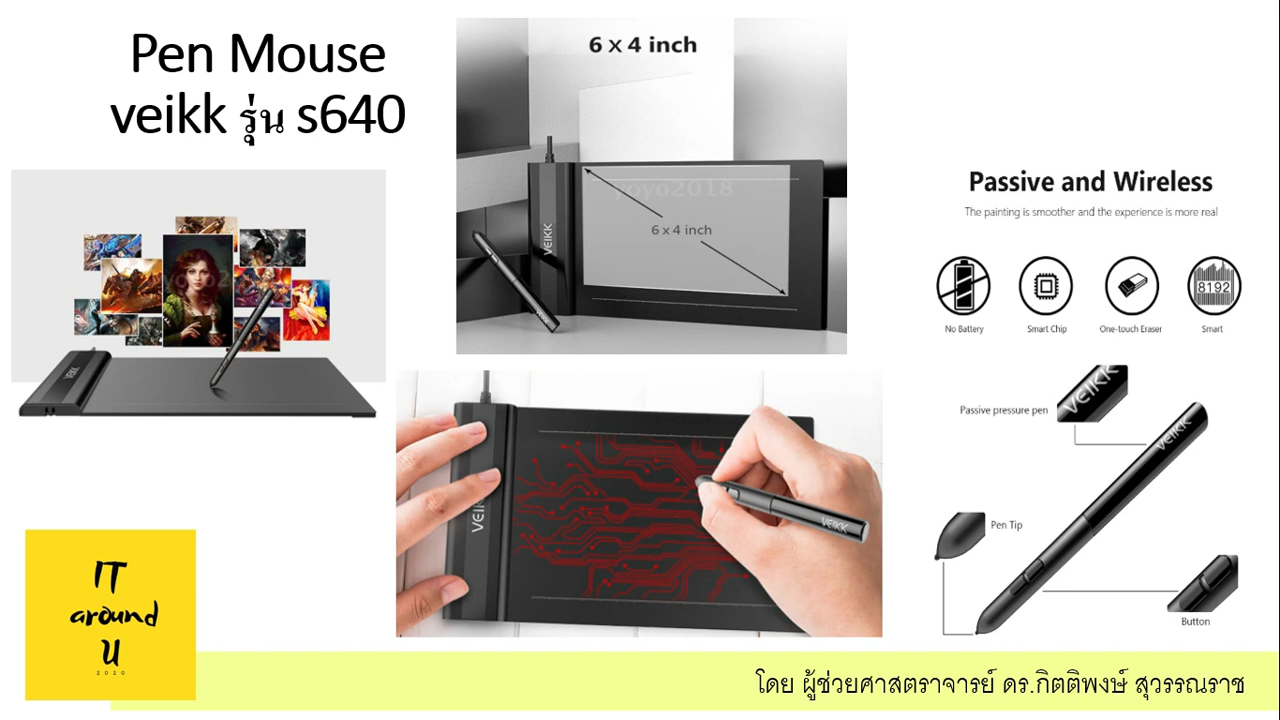 Pen Mouse
veikk รุ่น s640
6 x 4 inch
yoyo2018
6 x 4 inch
VEIKK
VEIKK
VEIKK
VEIKK
Passive and Wireless
The painting is smoother and the experience is more real
8192
No Battery
Smart Chip
One-touch Eraser
Smart
VEIKK
Passive pressure pen
VEIKK
Pen Tip
Button
IT
around
U
2020
โดย ผู้ช่วยศาสตราจารย์ ดร.กิตติพงษ์ สุวรรณราช